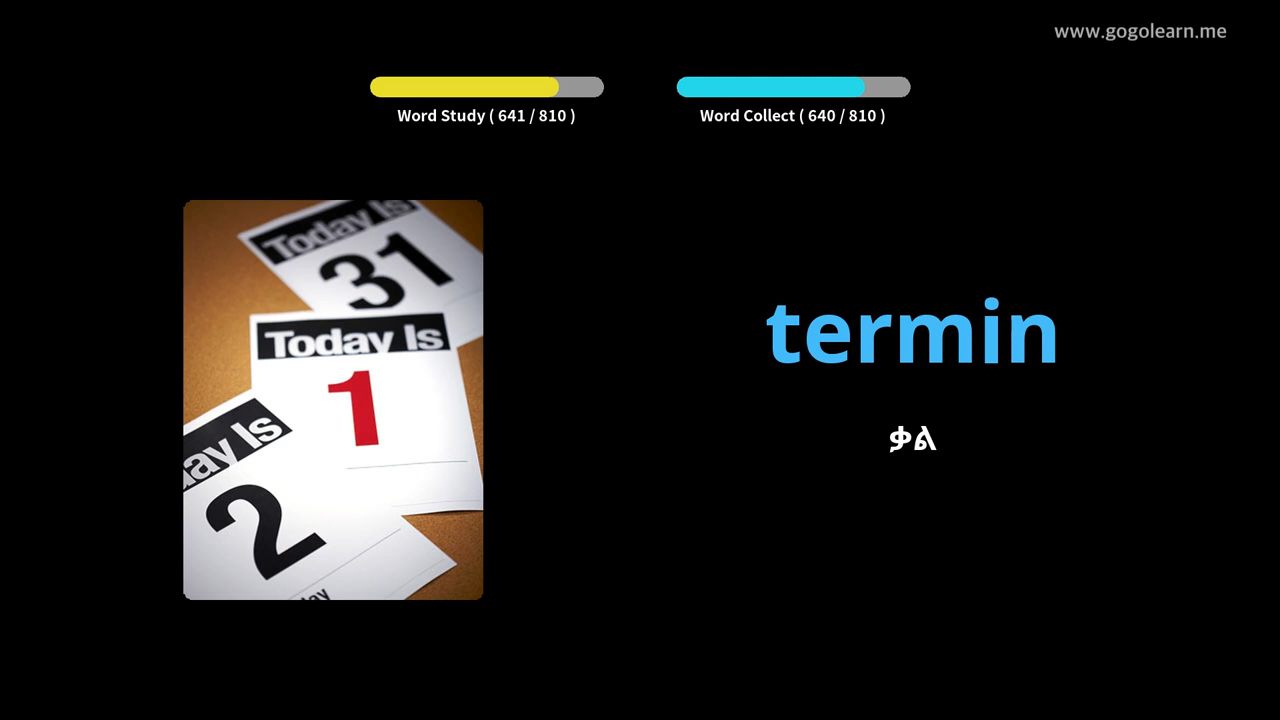 www.gogolearn.me
Word Study ( 641 / 810 )
Word Collect ( 640 / 810 )
Today Is
31
Today Is
1
ay Is
2
ay
termin
ቃል